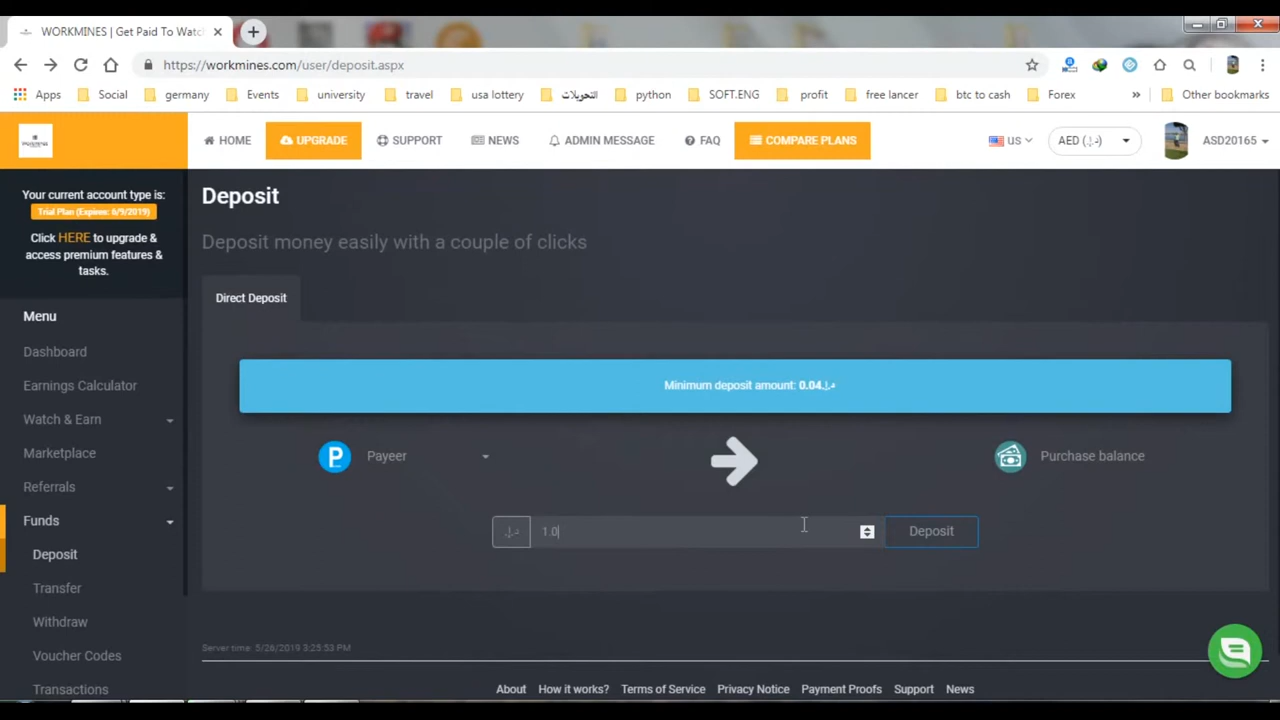 WORKMINES | Get Paid To Watc
https://workmines.com/user/deposit.aspx
Apps Social germany Events university travel usa lottery التحويلات python SOFT.ENG profit free lancer btc to cash Forex » Other bookmarks
HOME UPGRADE SUPPORT NEWS ADMIN MESSAGE FAQ COMPARE PLANS US AED (د.إ.) ASD20165
Your current account type is:
Trial Plan (Expires: 6/9/2019)
Click HERE to upgrade &
access premium features &
tasks.
Menu
Dashboard
Earnings Calculator
Watch & Earn
Marketplace
Referrals
Funds
Deposit
Transfer
Withdraw
Voucher Codes
Transactions
Deposit
Deposit money easily with a couple of clicks
Direct Deposit
Minimum deposit amount: 0.04د.إ.
Payeer
Purchase balance
د.إ. 1.0 Deposit
Server time: 5/26/2019 3:25:53 PM
About How it works? Terms of Service Privacy Notice Payment Proofs Support News